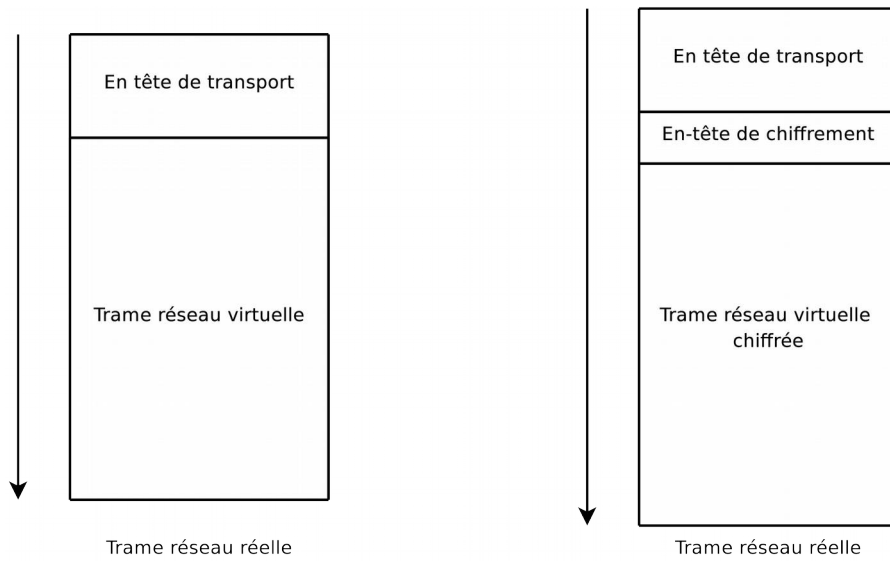 En tête de transport
Trame réseau virtuelle
Trame réseau réelle
En tête de transport
En-tête de chiffrement
Trame réseau virtuelle
chiffrée
Trame réseau réelle